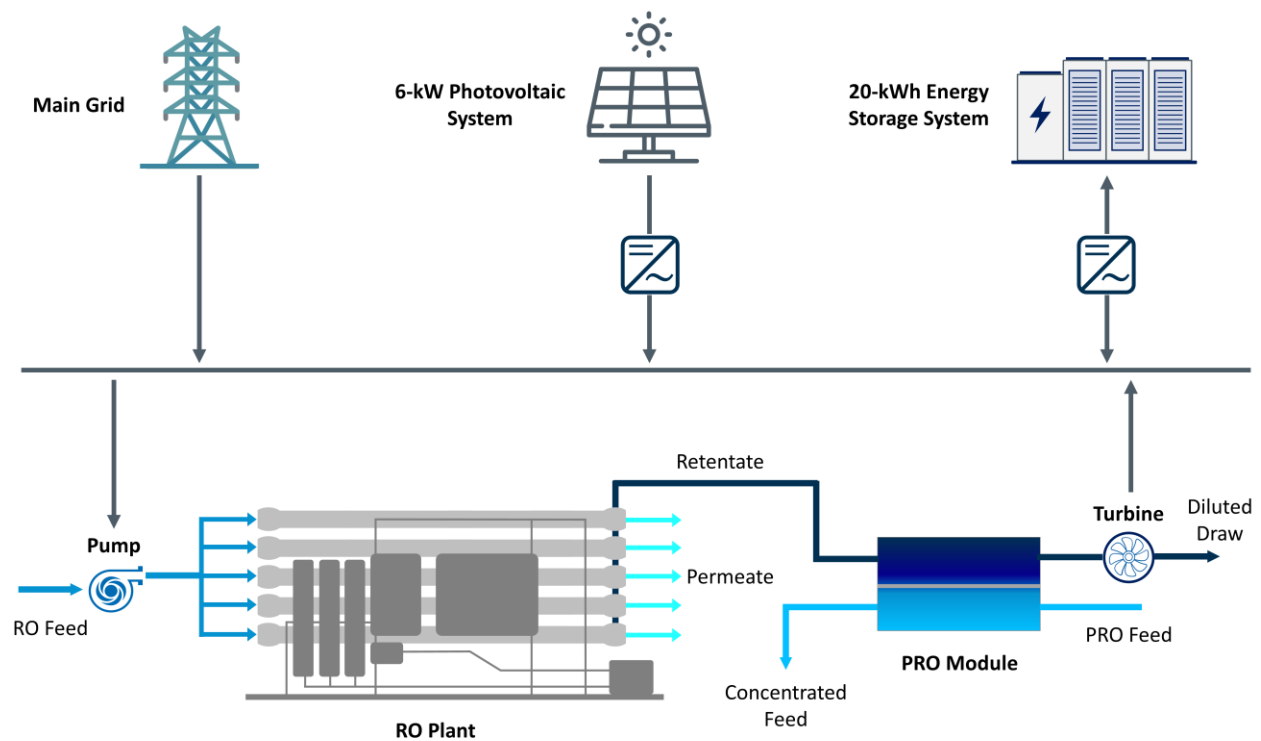 Main Grid
6-kW Photovoltaic
System
20-kWh Energy
Storage System
Retentate
Turbine
Diluted
Draw
Pump
Permeate
RO Feed
PRO Feed
PRO Module
Concentrated
Feed
RO Plant